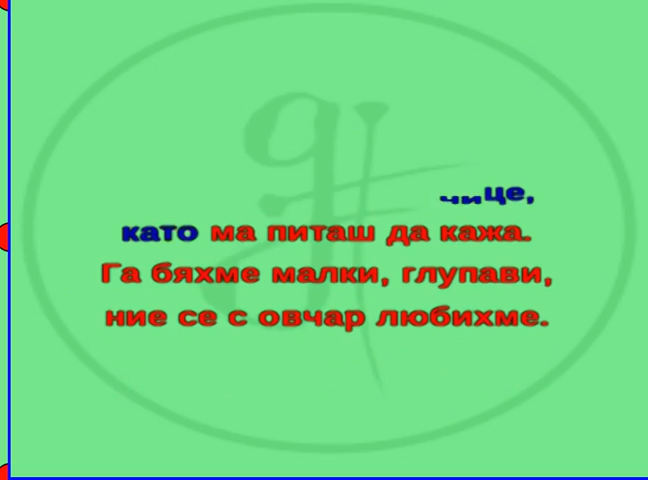 чице,
като ма питаш да кажа.
Га бяхме малки, глупави,
ние се с овчар любихме.